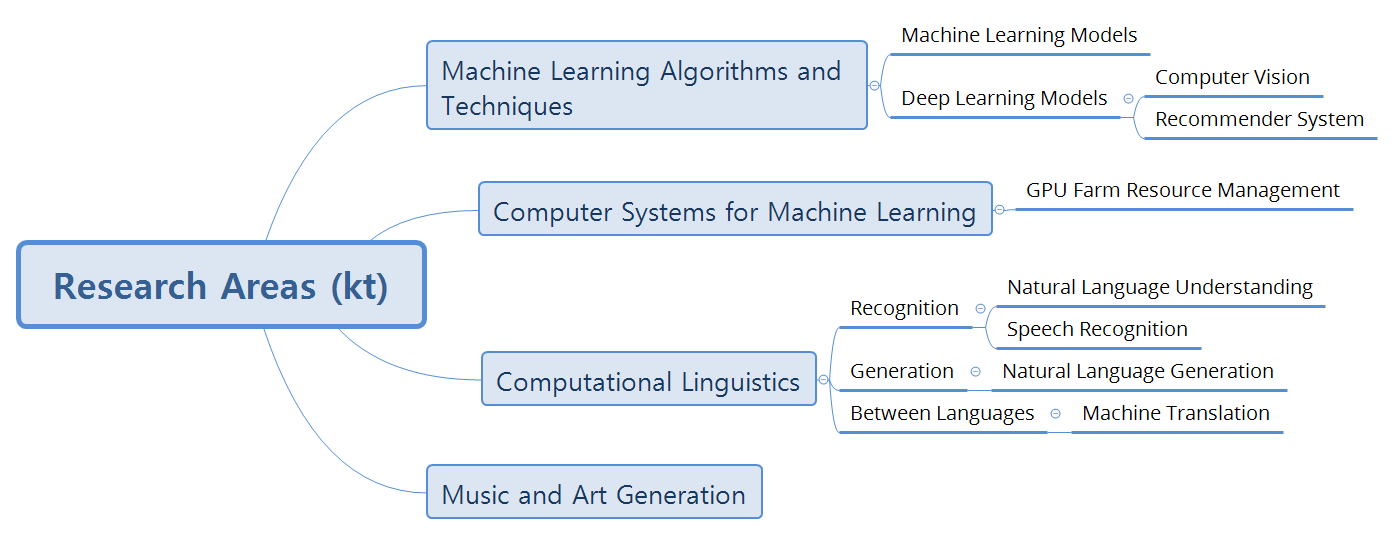 Research Areas (kt)
Machine Learning Algorithms and
Techniques
Machine Learning Models
Deep Learning Models
Computer Vision
Recommender System
Computer Systems for Machine Learning
GPU Farm Resource Management
Computational Linguistics
Recognition
Natural Language Understanding
Speech Recognition
Generation
Natural Language Generation
Between Languages
Machine Translation
Music and Art Generation